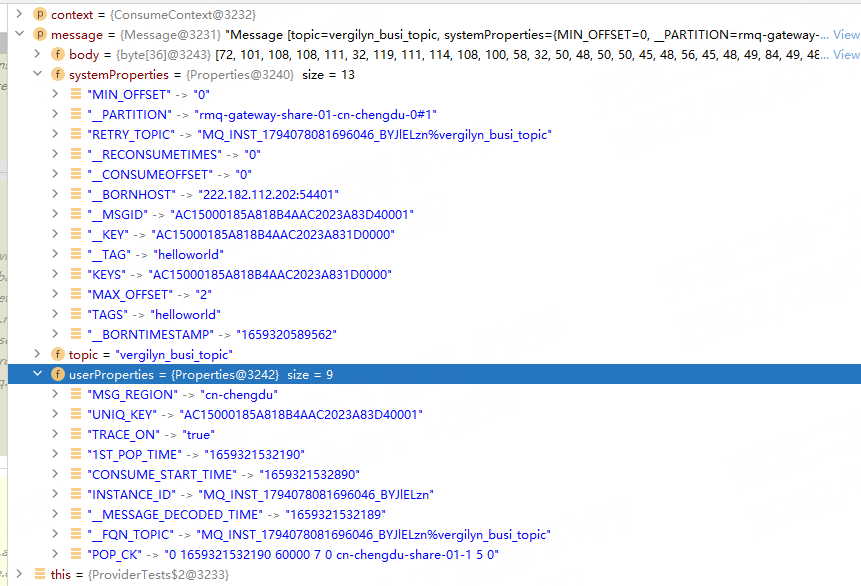 context = {ConsumeContext@3232}
message = {Message@3231} "Message [topic=vergilyn_busi_topic, systemProperties={MIN_OFFSET=0, __PARTITION=rmq-gateway-... View
body = {byte[36]@3243} [72, 101, 108, 108, 111, 32, 119, 111, 114, 108, 100, 58, 32, 50, 48, 50, 50, 45, 48, 56, 45, 48, 49, 84, 49, 48... View
systemProperties = {Properties@3240} size = 13
"MIN_OFFSET" -> "0"
"__PARTITION" -> "rmq-gateway-share-01-cn-chengdu-0#1"
"RETRY_TOPIC" -> "MQ_INST_1794078081696046_BYJlELzn%vergilyn_busi_topic"
"__RECONSUMETIMES" -> "0"
"__CONSUMEOFFSET" -> "0"
"__BORNHOST" -> "222.182.112.202:54401"
"__MSGID" -> "AC15000185A818B4AAC2023A83D40001"
"__KEY" -> "AC15000185A818B4AAC2023A831D0000"
"__TAG" -> "helloworld"
"KEYS" -> "AC15000185A818B4AAC2023A831D0000"
"MAX_OFFSET" -> "2"
"TAGS" -> "helloworld"
"__BORNTIMESTAMP" -> "1659320589562"
topic = "vergilyn_busi_topic"
userProperties = {Properties@3242} size = 9
"MSG_REGION" -> "cn-chengdu"
"UNIQ_KEY" -> "AC15000185A818B4AAC2023A83D40001"
"TRACE_ON" -> "true"
"1ST_POP_TIME" -> "1659321532190"
"CONSUME_START_TIME" -> "1659321532890"
"INSTANCE_ID" -> "MQ_INST_1794078081696046_BYJlELzn"
"__MESSAGE_DECODED_TIME" -> "1659321532189"
"__FQN_TOPIC" -> "MQ_INST_1794078081696046_BYJlELzn%vergilyn_busi_topic"
"POP_CK" -> "0 1659321532190 60000 7 0 cn-chengdu-share-01-1 5 0"
this = {ProviderTests$2@3233}